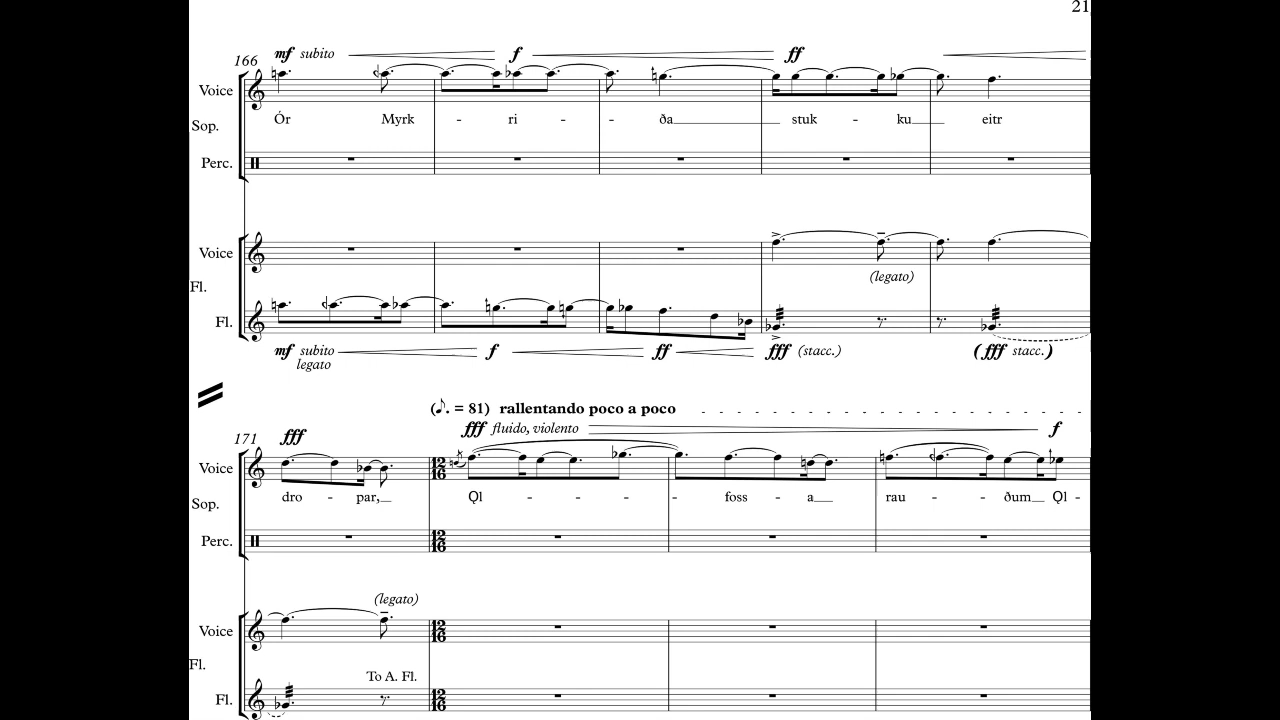 21
mf subito f ff
166
Voice
Ór Myrk - ri - - ða stuk - ku eitr
Sop.
Perc.
Voice
(legato)
Fl.
Fl.
mf subito f ff fff (stacc.) ( fff stacc.)
legato
(♪. = 81) rallentando poco a poco
fff fff fluido, violento f
171
Voice
dro - par, Ǫl - - - - foss - a rau - - ðum Ǫl -
Sop.
Perc.
12
16
(legato)
Voice
12
16
Fl.
To A. Fl.
Fl.
12
16